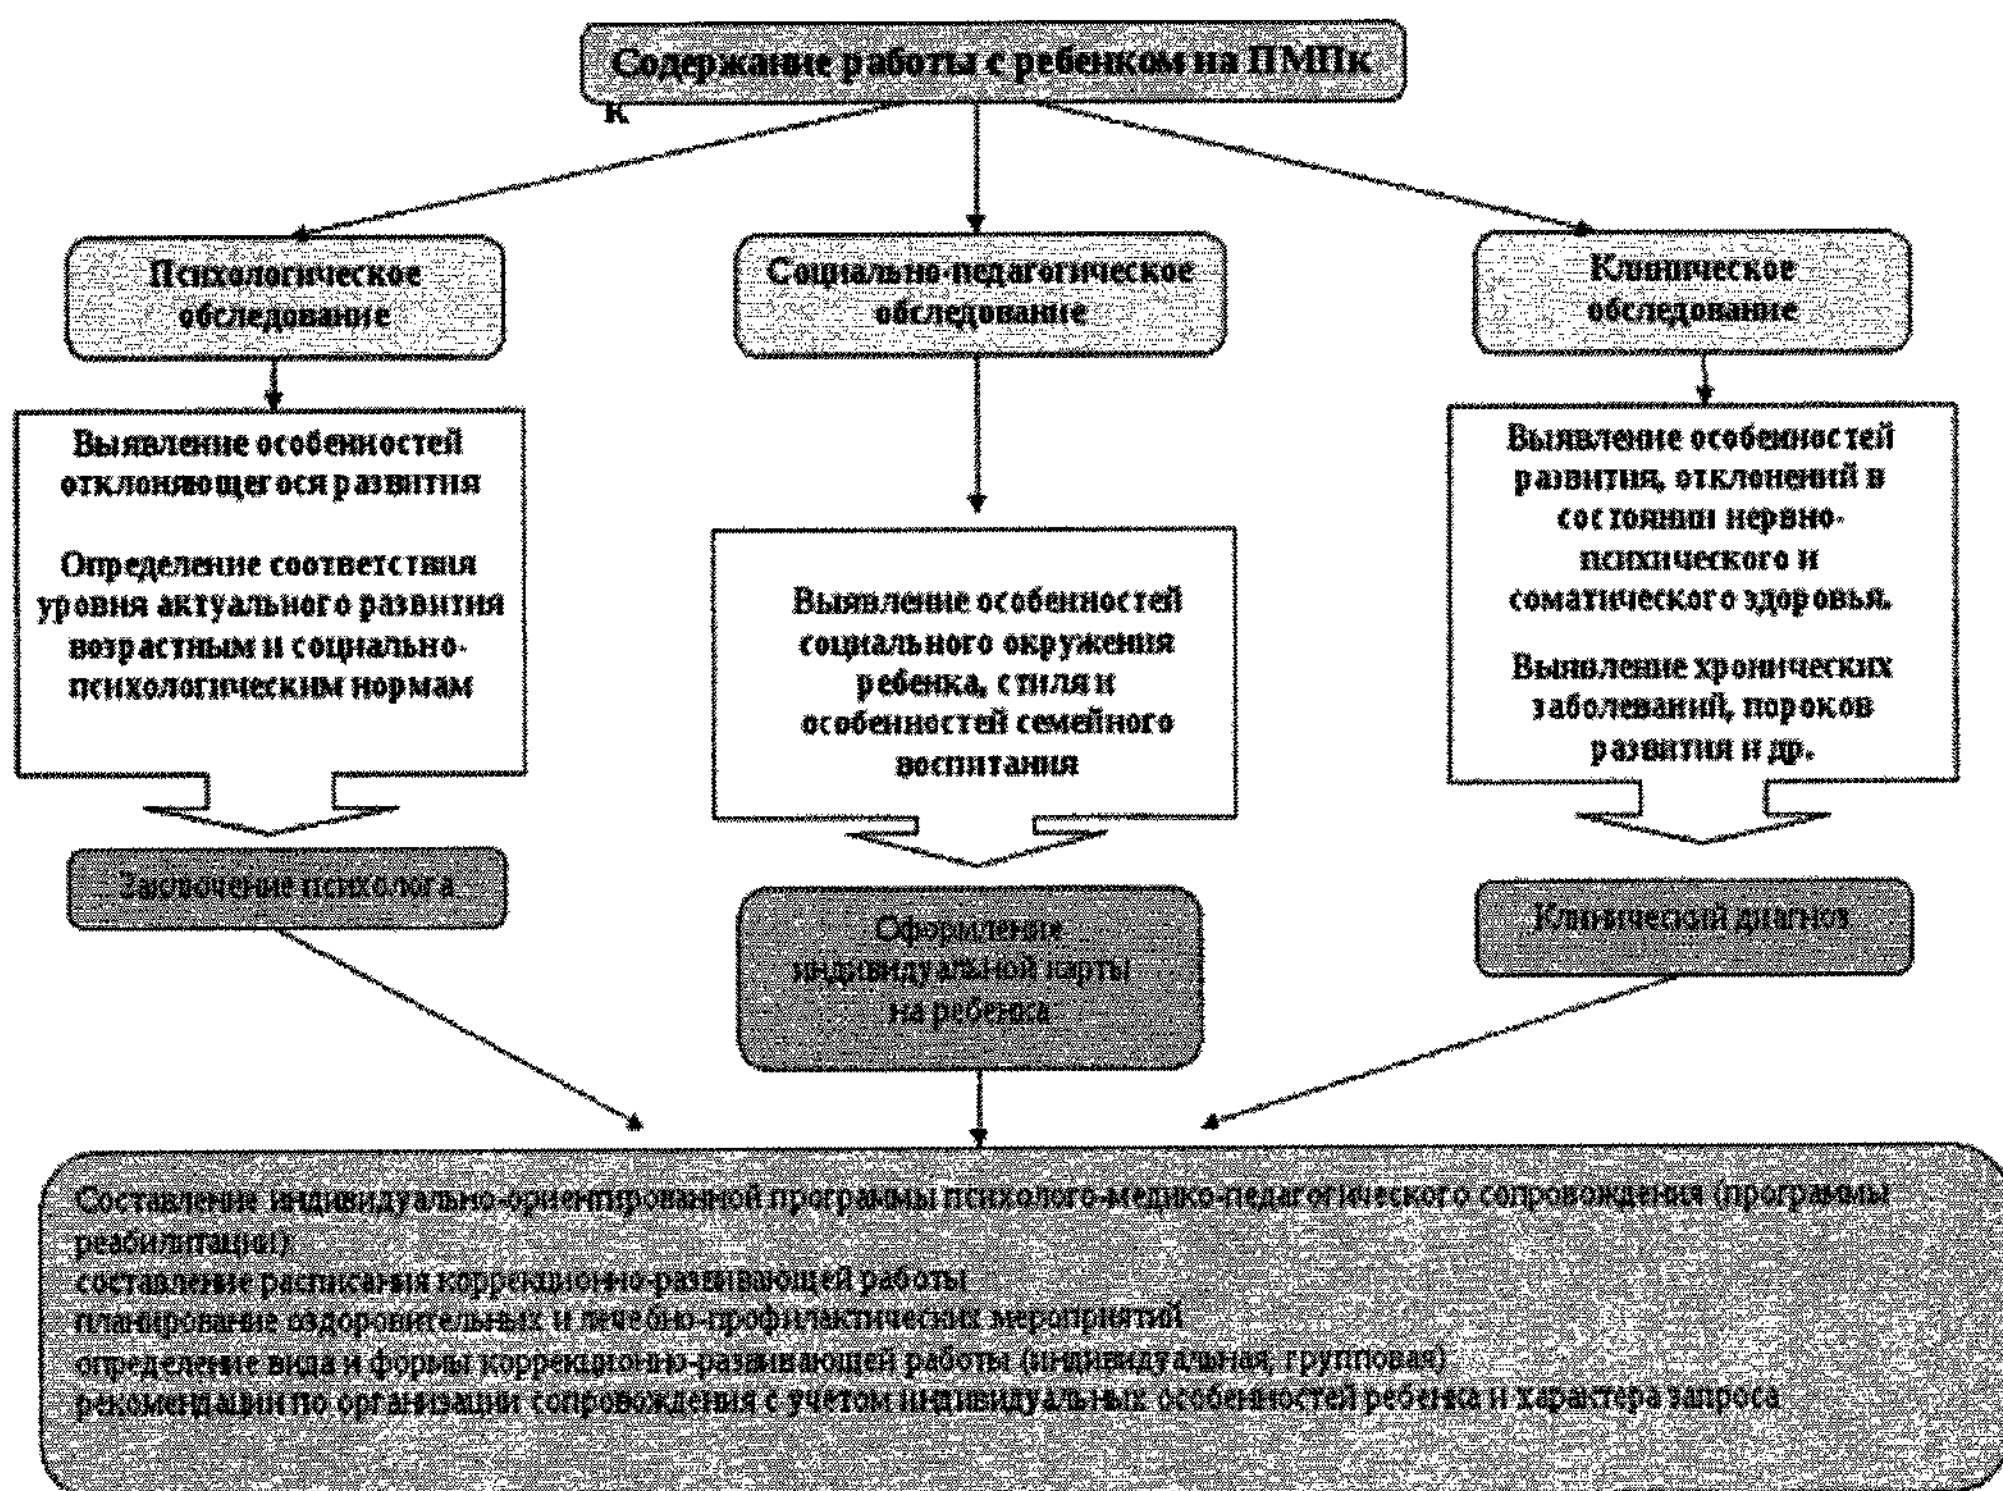 Содержание работы с ребенком на ПМПк
к
Психологическое
обследование
Социально-педагогическое
обследование
Клиническое
обследование
Выявление особенностей
отклоняющегося развития
Определение соответствия
уровня актуального развития
возрастным и социально-
психологическим нормам
Выявление особенностей
социального окружения
ребенка, стиля и
особенностей семейного
воспитания
Выявление особенностей
развития, отклонений в
состоянии нервно-
психического и
соматического здоровья.
Выявление хронических
заболеваний, пороков
развития и др.
Заключение психолога
Оформление
индивидуальной карты
на ребенка
Клинический диагноз
Составление индивидуально-ориентированной программы психолого-медико-педагогического сопровождения (программы
реабилитации)
составление расписания коррекционно-развивающей работы
планирование оздоровительных и лечебно-профилактических мероприятий
определение вида и формы коррекционно-развивающей работы (индивидуальная, групповая)
рекомендации по организации сопровождения с учетом индивидуальных особенностей ребенка и характера запроса